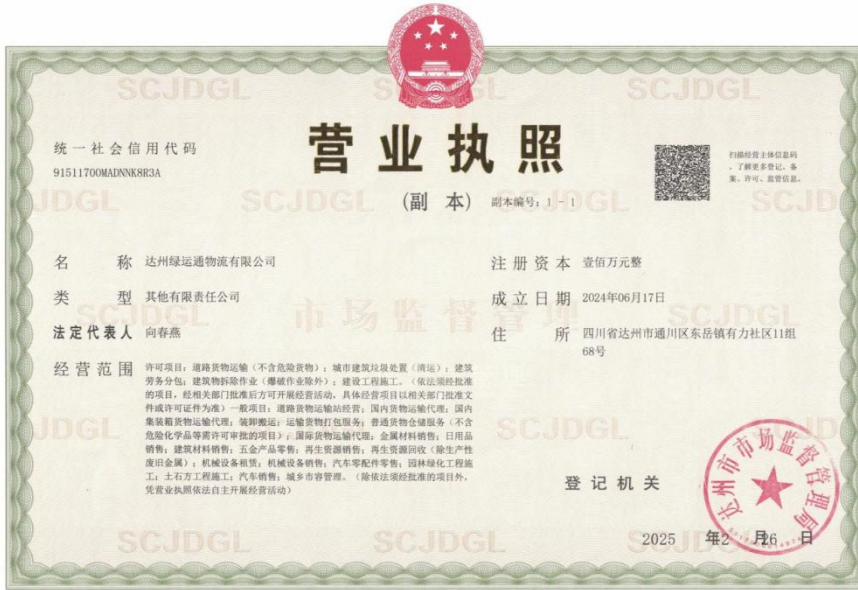 营业执照
(副 本)
副本编号：1 - 1
统一社会信用代码
91511700MADNNK8R3A
扫描经营主体信息码
，了解更多登记、备
案、许可、监管信息。
名 称 达州绿运通物流有限公司
类 型 其他有限责任公司
法定代表人 向春燕
经营范围 许可项目：道路货物运输（不含危险货物）；城市建筑垃圾处置（清运）；建筑
劳务分包；建筑物拆除作业（爆破作业除外）；建设工程施工。（依法须经批准
的项目，经相关部门批准后方可开展经营活动，具体经营项目以相关部门批准文
件或许可证件为准）一般项目：道路货物运输站经营；国内货物运输代理；国内
集装箱货物运输代理；装卸搬运；运输货物打包服务；普通货物仓储服务（不含
危险化学品等需许可审批的项目）；国际货物运输代理；金属材料销售；日用品
销售；建筑材料销售；五金产品零售；再生资源销售；再生资源回收（除生产性
废旧金属）；机械设备租赁；机械设备销售；汽车零配件零售；园林绿化工程施
工；土石方工程施工；汽车销售；城乡市容管理。（除依法须经批准的项目外，
凭营业执照依法自主开展经营活动）
注册资本 壹佰万元整
成立日期 2024年06月17日
住 所 四川省达州市通川区东岳镇有力社区11组
68号
登记机关
达州市市场监督管理局
2025 年2 月26 日
SCJDGL
市场监督管理